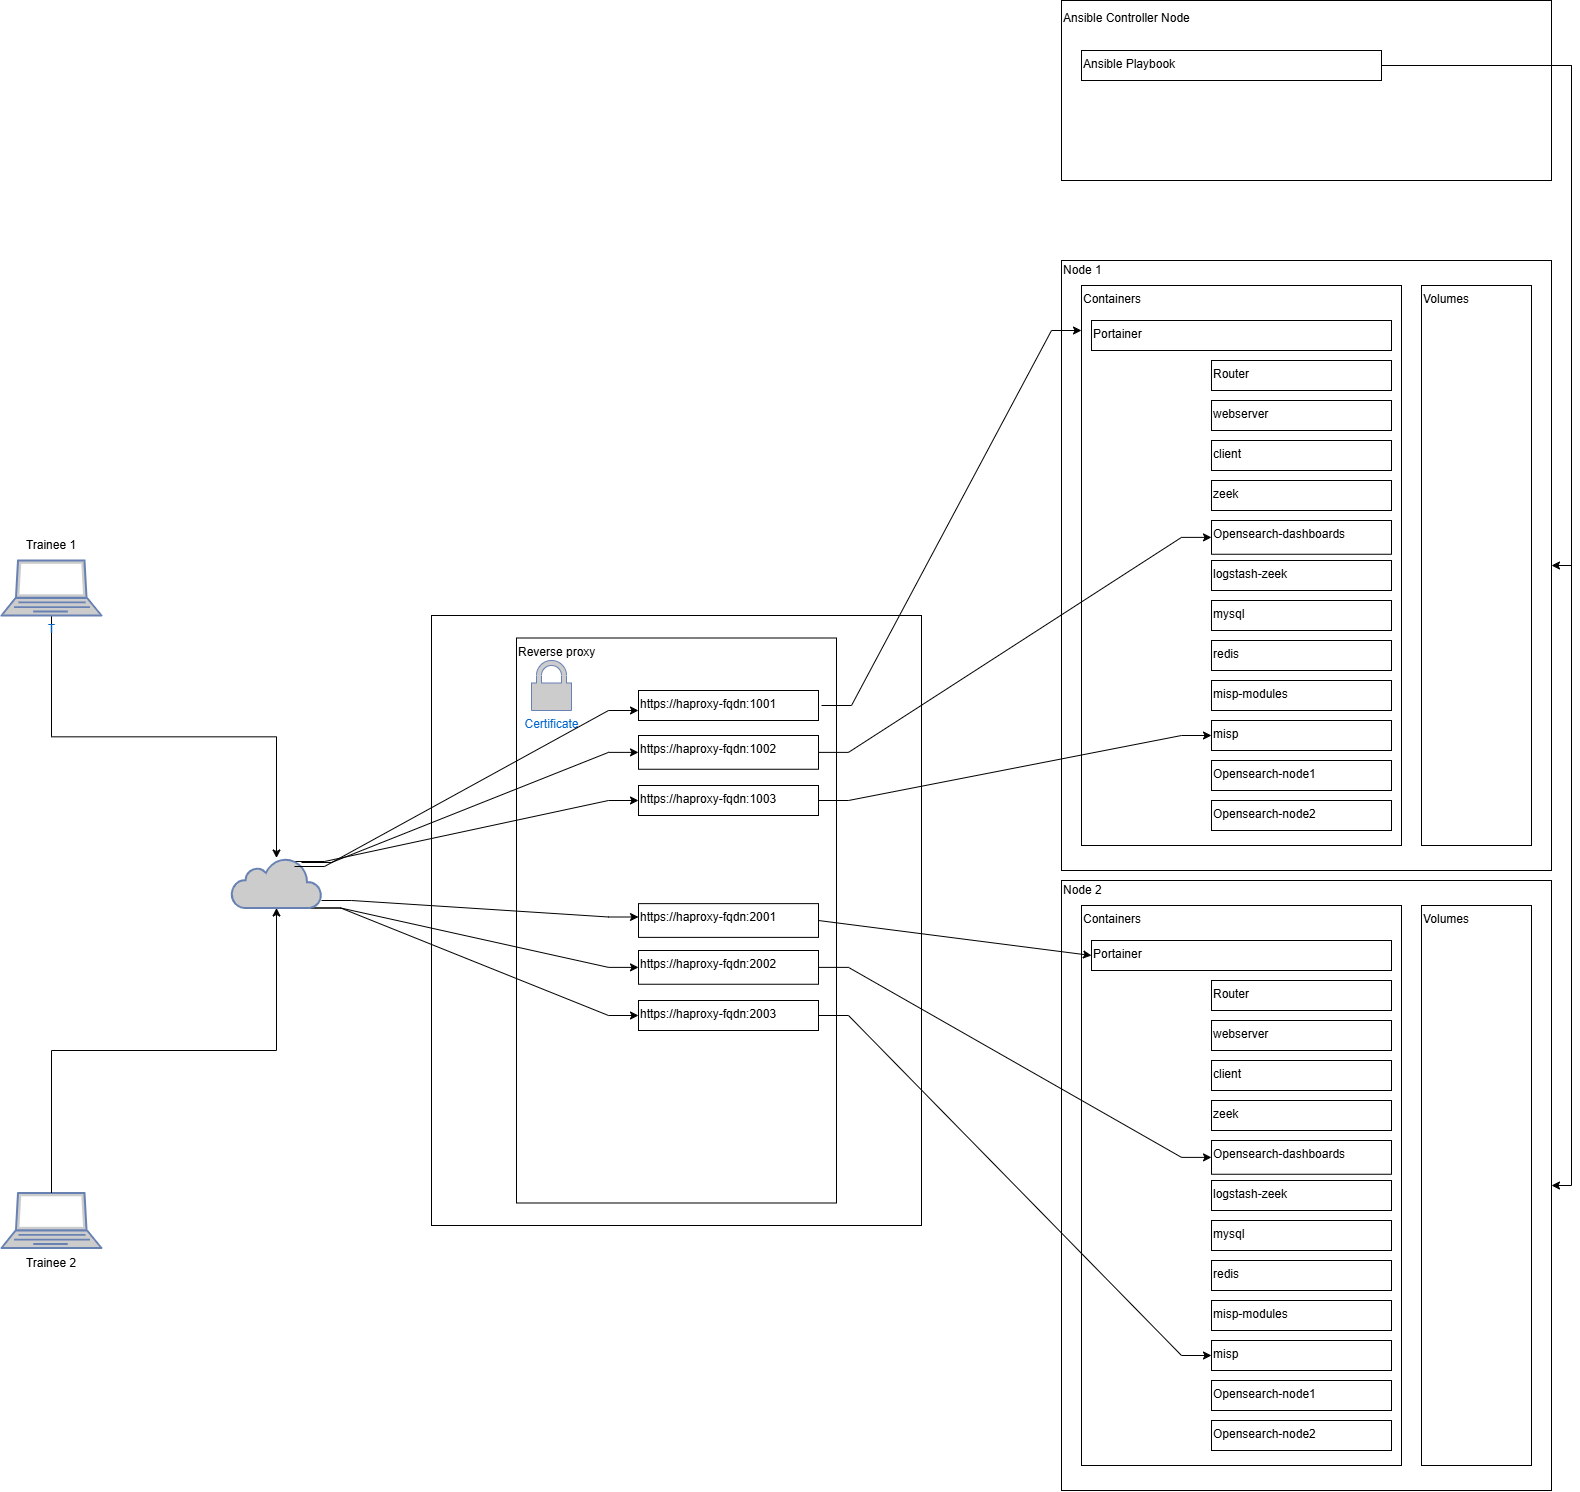 Ansible Controller Node
Ansible Playbook
Node 1
Containers
Volumes
Portainer
Router
webserver
client
zeek
Opensearch-dashboards
logstash-zeek
mysql
redis
misp-modules
misp
Opensearch-node1
Opensearch-node2
Trainee 1
T
Reverse proxy
Certificate
https://haproxy-fqdn:1001
https://haproxy-fqdn:1002
https://haproxy-fqdn:1003
https://haproxy-fqdn:2001
https://haproxy-fqdn:2002
https://haproxy-fqdn:2003
Trainee 2
Node 2
Containers
Volumes
Portainer
Router
webserver
client
zeek
Opensearch-dashboards
logstash-zeek
mysql
redis
misp-modules
misp
Opensearch-node1
Opensearch-node2